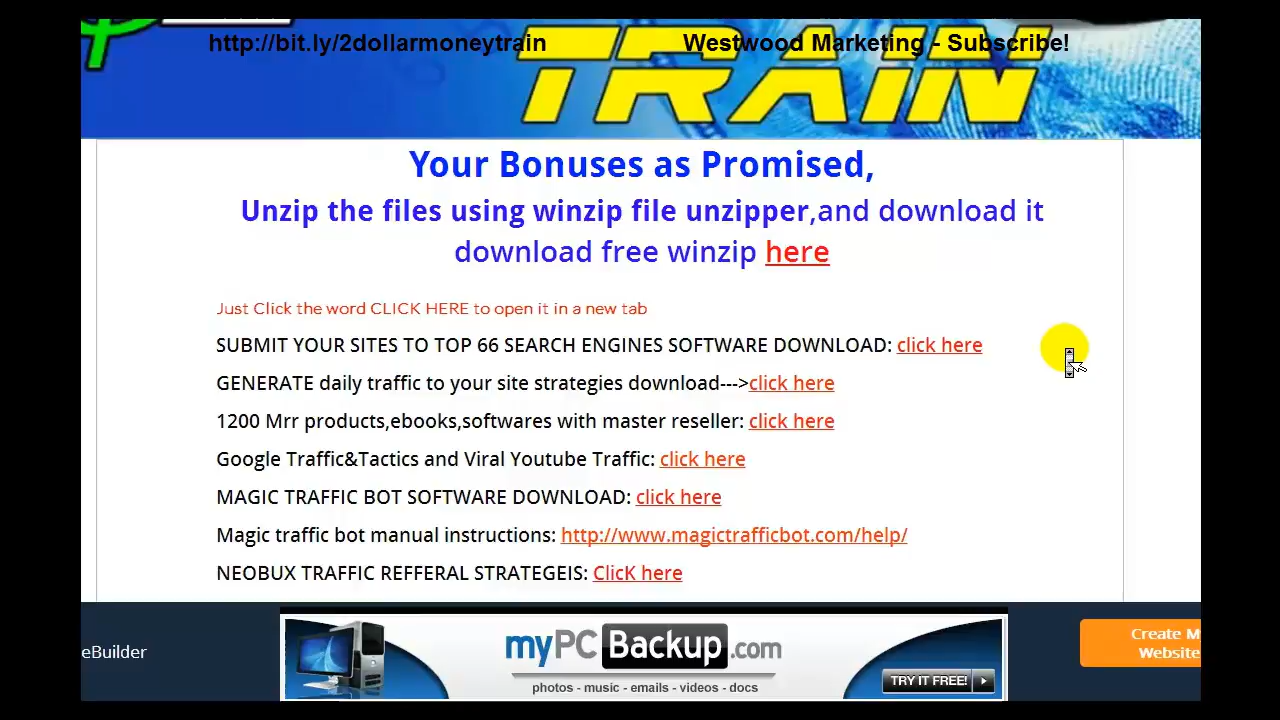 http://bit.ly/2dollarmoneytrain
Westwood Marketing - Subscribe!
TRAIN
Your Bonuses as Promised,
Unzip the files using winzip file unzipper,and download it
download free winzip here
Just Click the word CLICK HERE to open it in a new tab
SUBMIT YOUR SITES TO TOP 66 SEARCH ENGINES SOFTWARE DOWNLOAD: click here
GENERATE daily traffic to your site strategies download--->click here
1200 Mrr products,ebooks,softwares with master reseller: click here
Google Traffic&Tactics and Viral Youtube Traffic: click here
MAGIC TRAFFIC BOT SOFTWARE DOWNLOAD: click here
Magic traffic bot manual instructions: http://www.magictrafficbot.com/help/
NEOBUX TRAFFIC REFFERAL STRATEGEIS: ClicK here
eBuilder
myPCBackup.com
photos - music - emails - videos - docs
TRY IT FREE!
Create M
Website